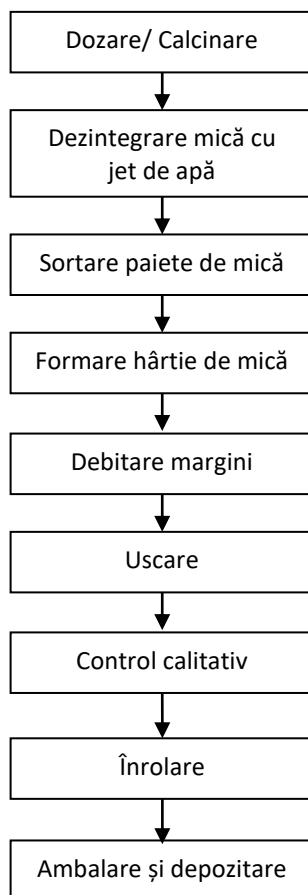 Dozare/ Calcinare
Dezintegrare mică cu
jet de apă
Sortare paiete de mică
Formare hârtie de mică
Debitare margini
Uscare
Control calitativ
Înrolare
Ambalare și depozitare